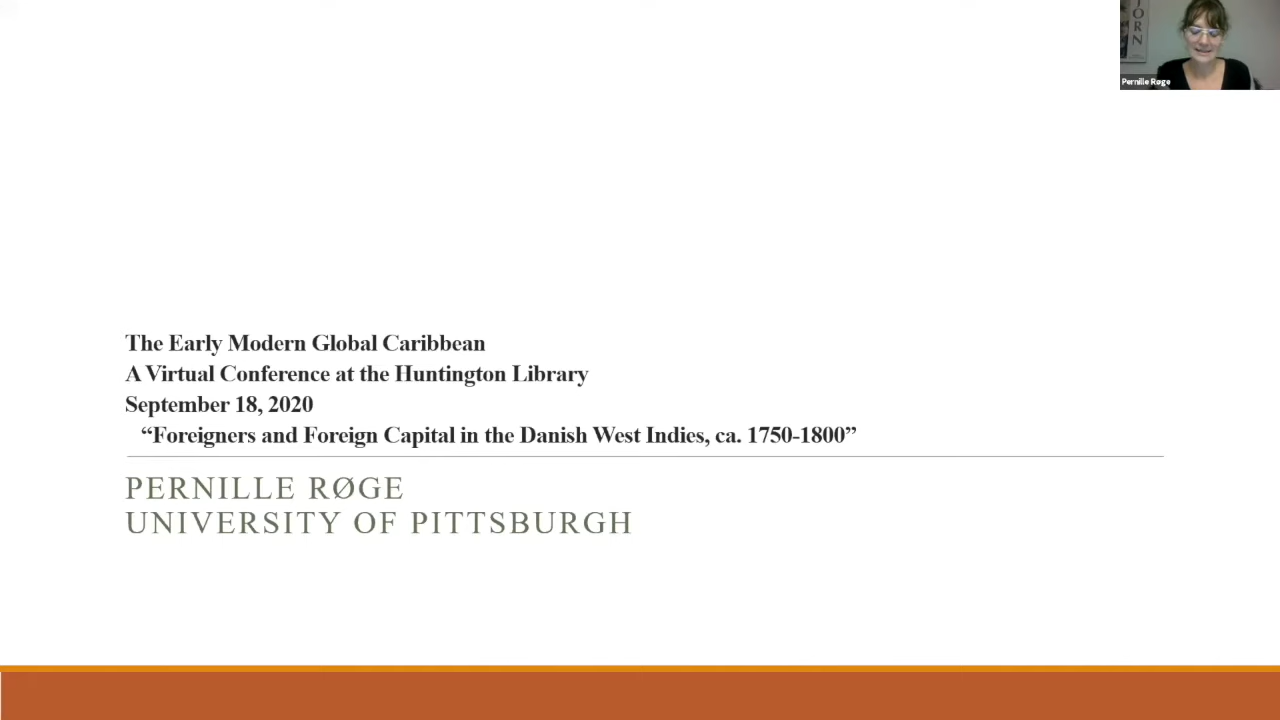 JORN
Pernille Røge
The Early Modern Global Caribbean
A Virtual Conference at the Huntington Library
September 18, 2020
“Foreigners and Foreign Capital in the Danish West Indies, ca. 1750-1800”
PERNILLE RØGE
UNIVERSITY OF PITTSBURGH